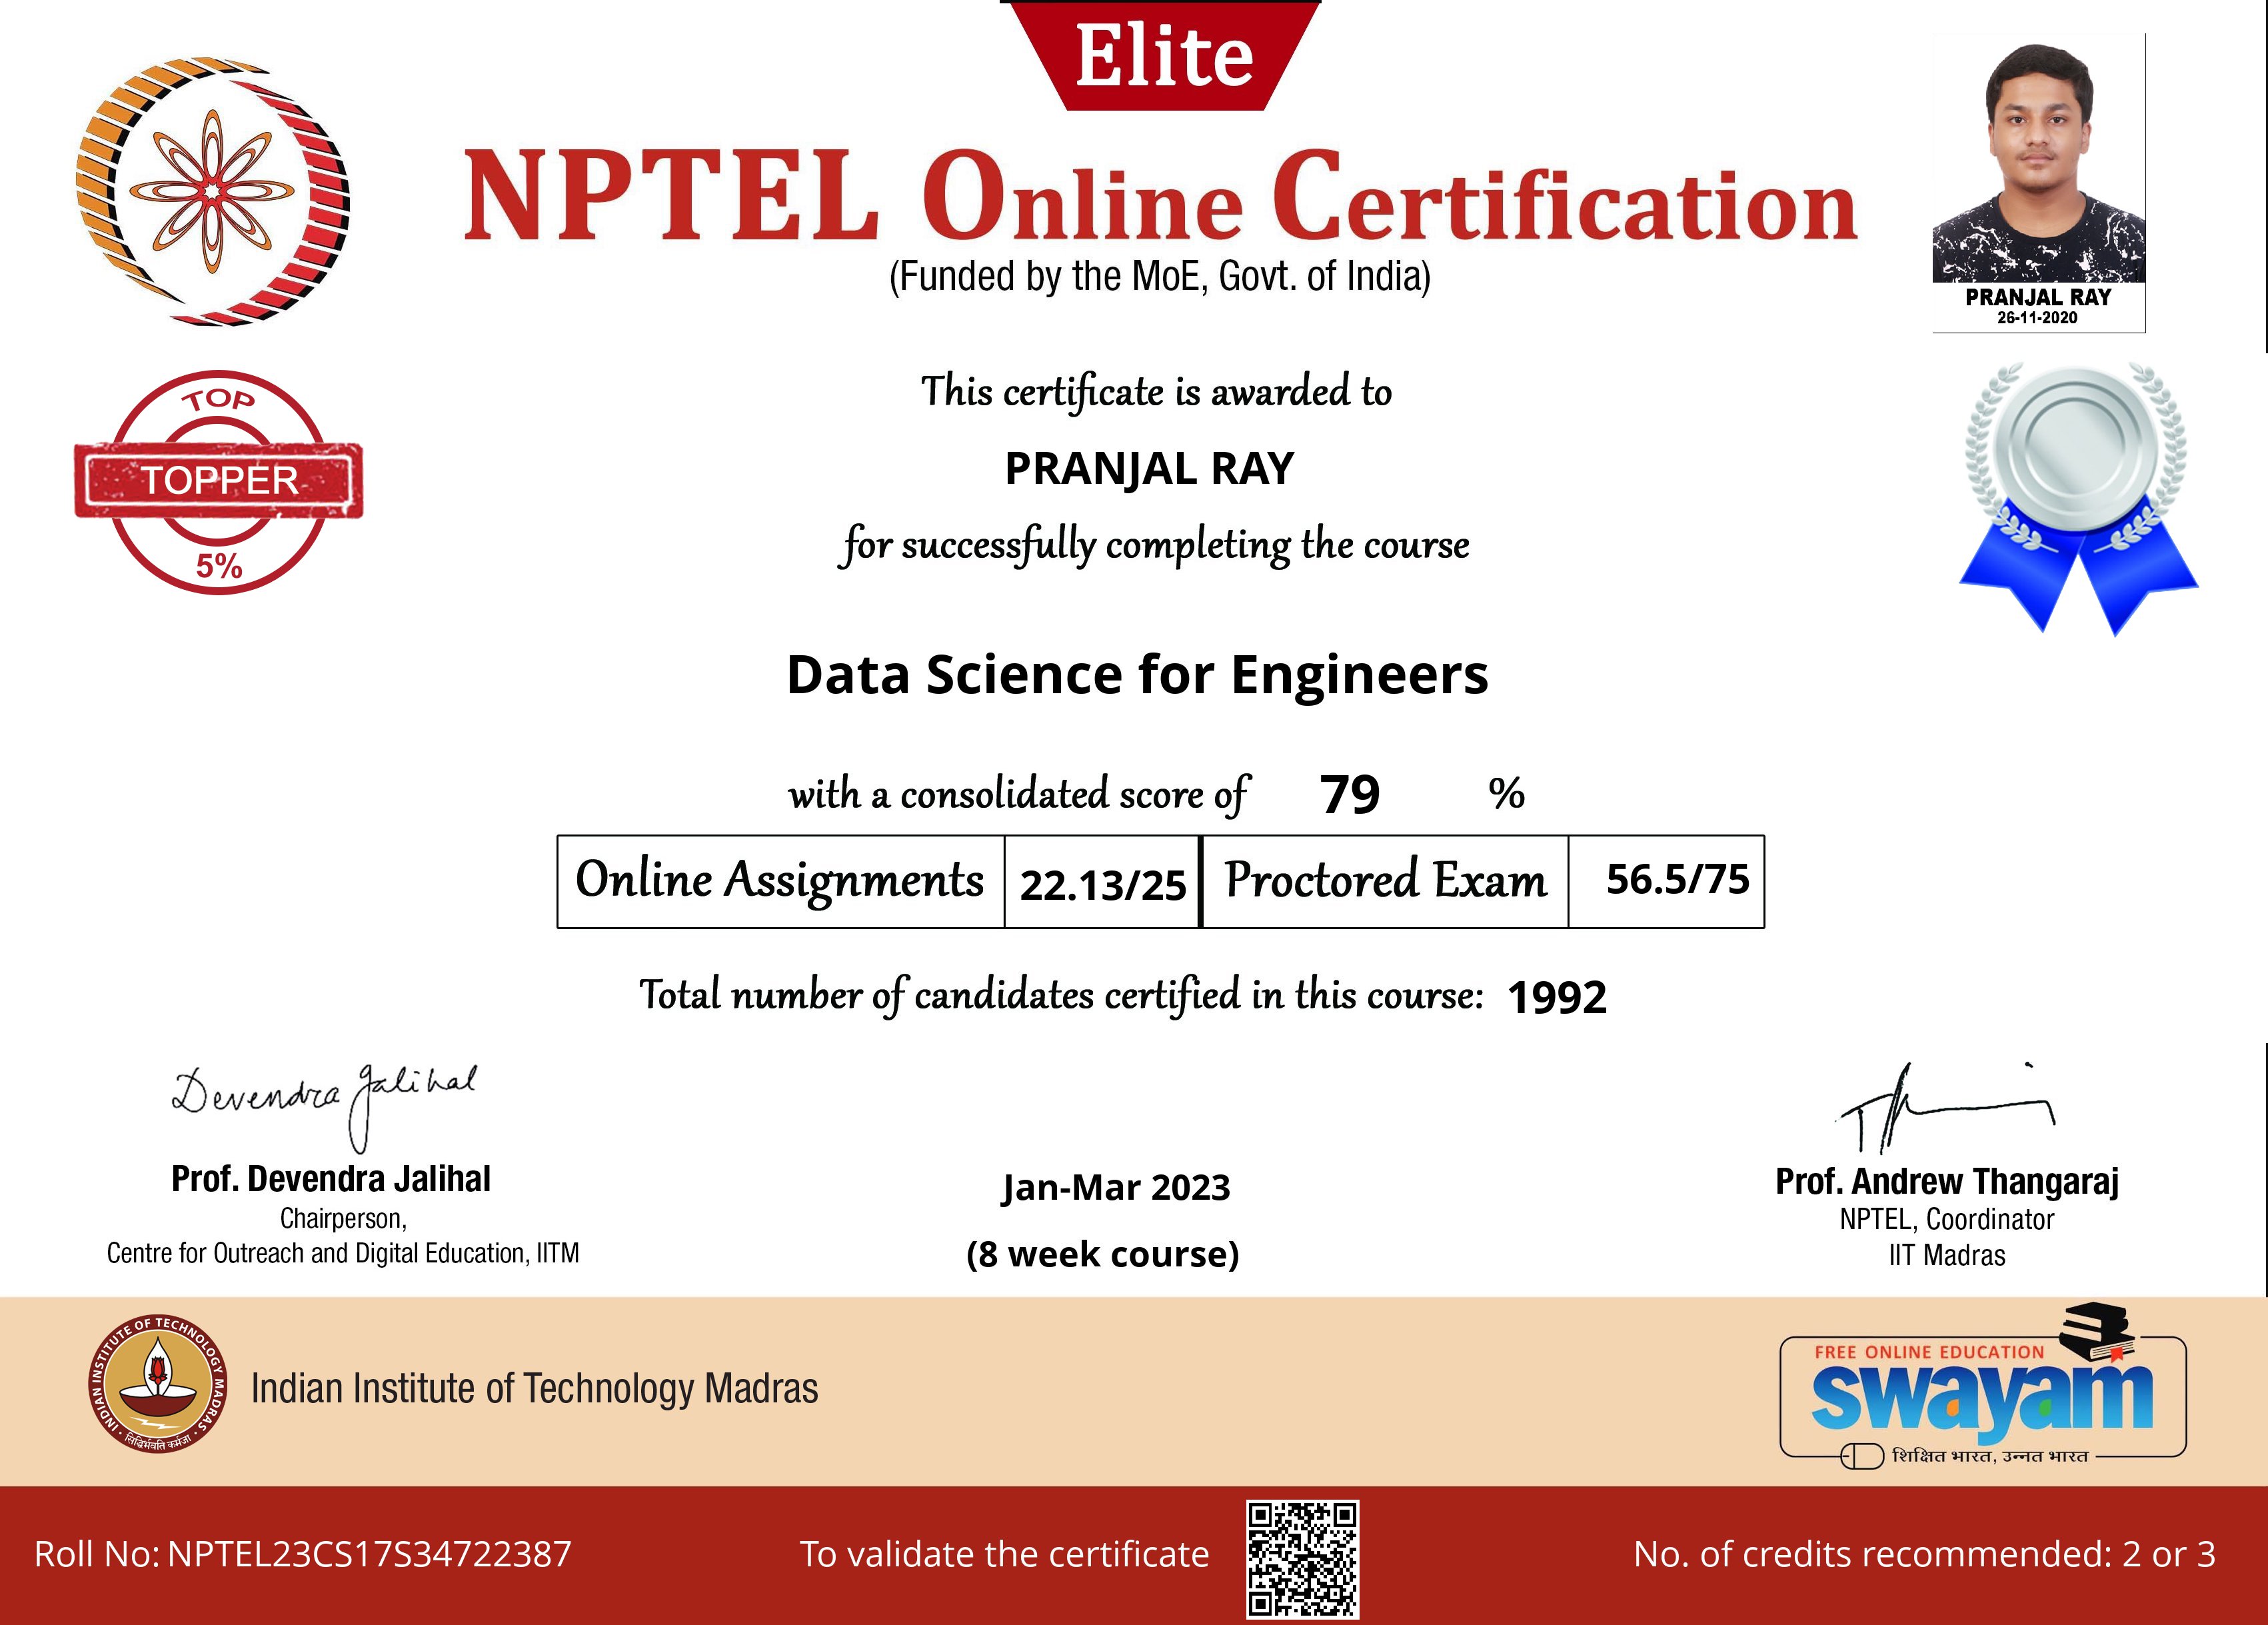 Elite
NPTEL Online Certification
(Funded by the MoE, Govt. of India)
PRANJAL RAY
26-11-2020
TOP
TOPPER
5%
This certificate is awarded to
PRANJAL RAY
for successfully completing the course
Data Science for Engineers
with a consolidated score of 79 %
Online Assignments 22.13/25 Proctored Exam 56.5/75
Total number of candidates certified in this course: 1992
Devendra Jalihal
Prof. Devendra Jalihal
Chairperson,
Centre for Outreach and Digital Education, IITM
Jan-Mar 2023
(8 week course)
Prof. Andrew Thangaraj
NPTEL, Coordinator
IIT Madras
INDIAN INSTITUTE OF TECHNOLOGY MADRAS
सिद्धिर्भवति कर्मजा
Indian Institute of Technology Madras
FREE ONLINE EDUCATION
swayam
शिक्षित भारत, उन्नत भारत
Roll No: NPTEL23CS17S34722387
To validate the certificate
No. of credits recommended: 2 or 3